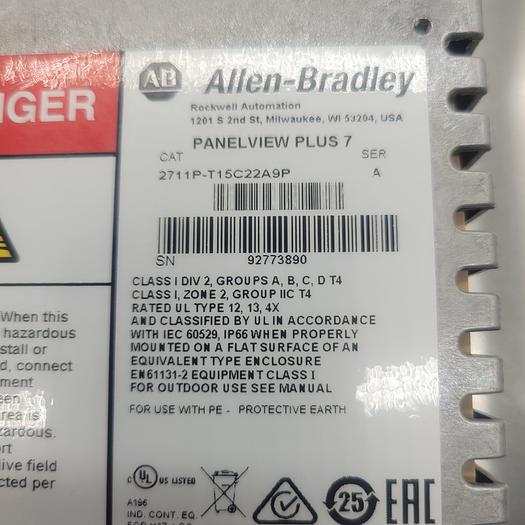 NGER
AB Allen-Bradley
Rockwell Automation
1201 S 2nd St, Milwaukee, WI 53204, USA
PANELVIEW PLUS 7
CAT SER
2711P-T15C22A9P A
SN 92773890
CLASS I DIV 2, GROUPS A, B, C, D T4
CLASS I, ZONE 2, GROUP IIC T4
RATED UL TYPE 12, 13, 4X
AND CLASSIFIED BY UL IN ACCORDANCE
WITH IEC 60529, IP66 WHEN PROPERLY
MOUNTED ON A FLAT SURFACE OF AN
EQUIVALENT TYPE ENCLOSURE
EN61131-2 EQUIPMENT CLASS I
FOR OUTDOOR USE SEE MANUAL
FOR USE WITH PE - PROTECTIVE EARTH
When this
hazardous
stall or
d, connect
ment
een
area is
zardous.
ort
live field
cted per
C UL US LISTED
A196
IND. CONT. EQ.
25
EAC